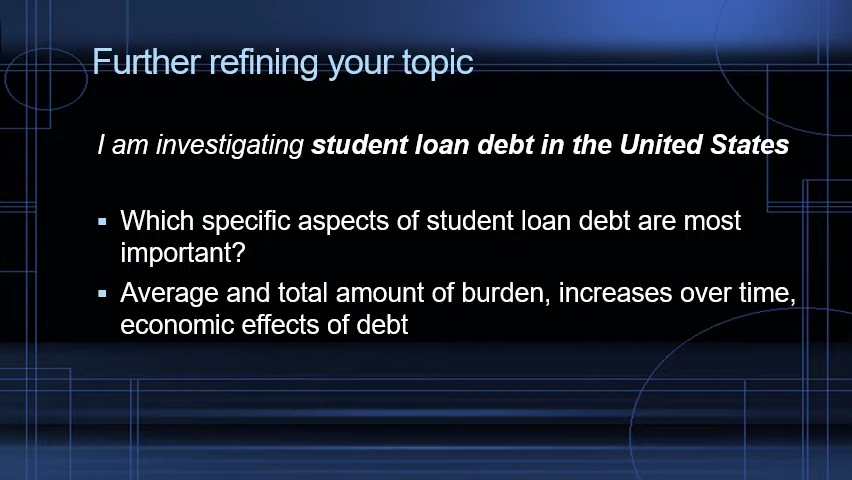 Further refining your topic
I am investigating student loan debt in the United States
▪ Which specific aspects of student loan debt are most
important?
▪ Average and total amount of burden, increases over time,
economic effects of debt